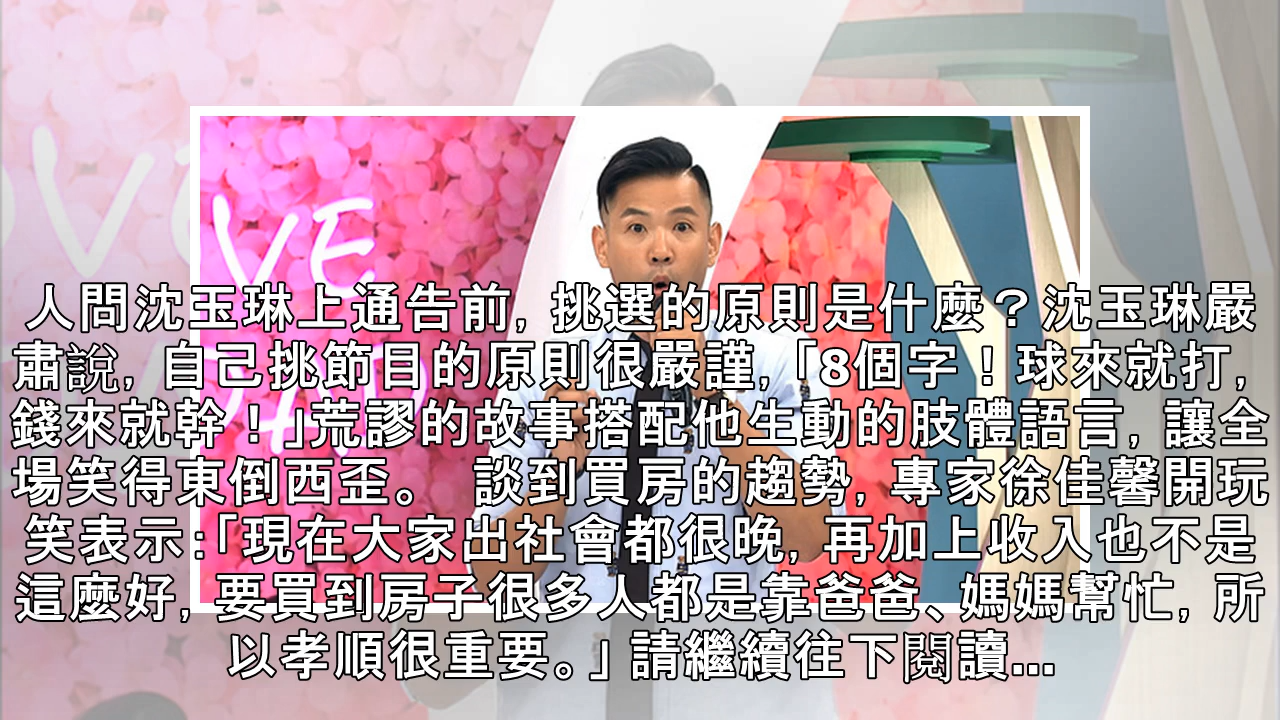 OVE
VE
人問沈玉琳上通告前, 挑選的原則是什麼？沈玉琳嚴
肅說, 自己挑節目的原則很嚴謹,「8個字！球來就打,
錢來就幹！」荒謬的故事搭配他生動的肢體語言, 讓全
場笑得東倒西歪。 談到買房的趨勢, 專家徐佳馨開玩
笑表示:「現在大家出社會都很晚, 再加上收入也不是
這麼好, 要買到房子很多人都是靠爸爸、媽媽幫忙, 所
以孝順很重要。」請繼續往下閱讀...